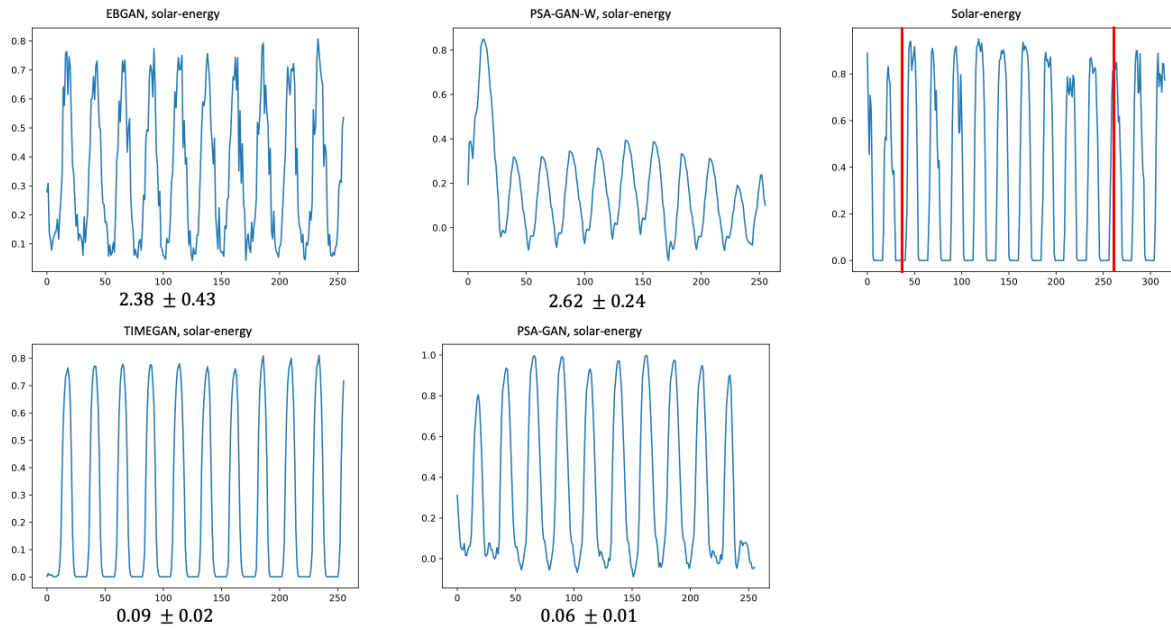 EBGAN, solar-energy
0.8
0.7
0.6
0.5
0.4
0.3
0.2
0.1
0 50 100 150 200 250
2.38 ± 0.43
PSA-GAN-W, solar-energy
0.8
0.6
0.4
0.2
0.0
0 50 100 150 200 250
2.62 ± 0.24
Solar-energy
0.8
0.6
0.4
0.2
0.0
0 50 100 150 200 250 300
TIMEGAN, solar-energy
0.8
0.7
0.6
0.5
0.4
0.3
0.2
0.1
0.0
0 50 100 150 200 250
0.09 ± 0.02
PSA-GAN, solar-energy
1.0
0.8
0.6
0.4
0.2
0.0
0 50 100 150 200 250
0.06 ± 0.01